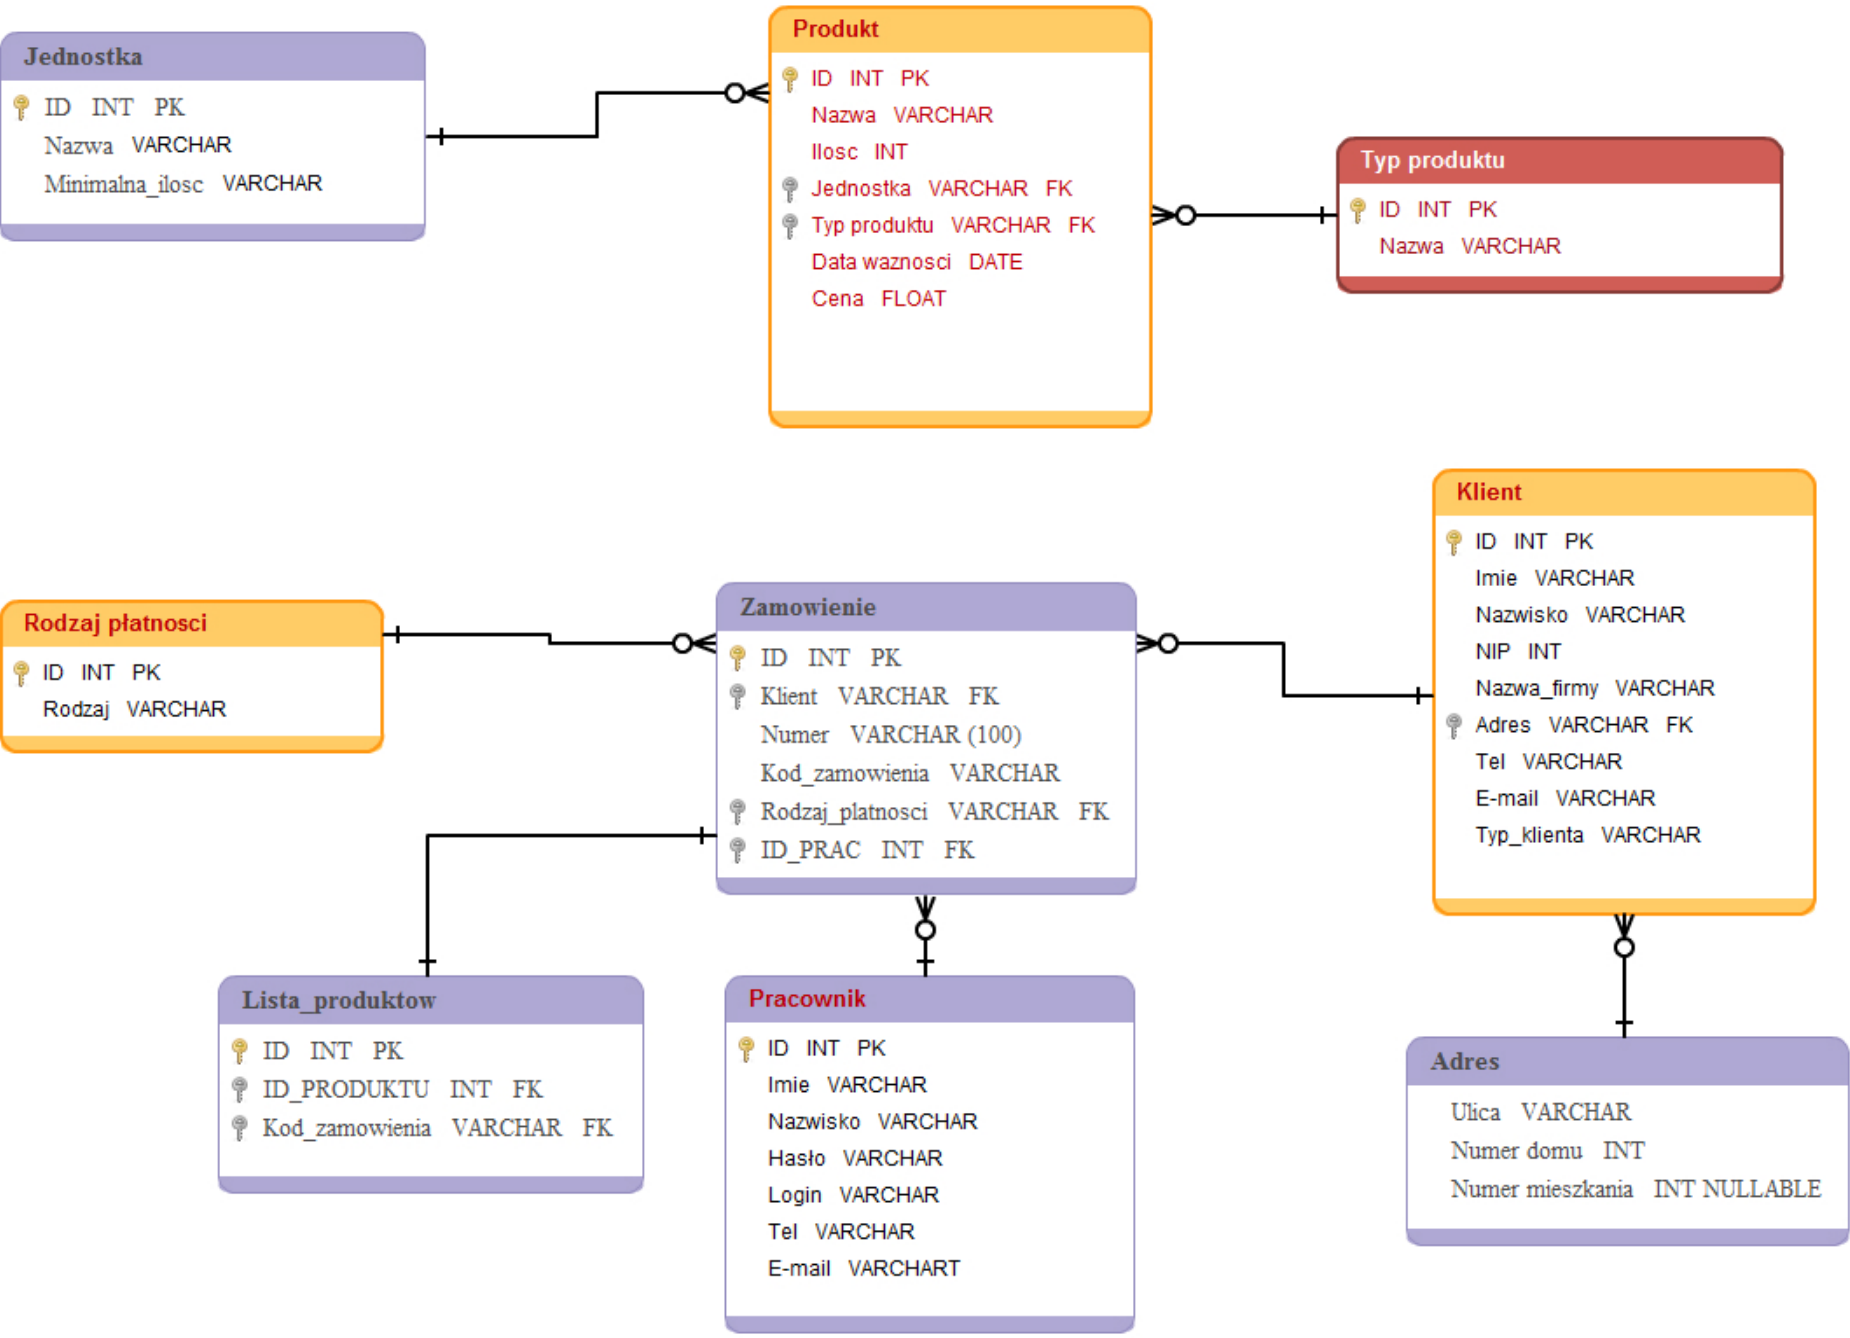 Jednostka
ID INT PK
Nazwa VARCHAR
Minimalna_ilosc VARCHAR
Produkt
ID INT PK
Nazwa VARCHAR
Ilosc INT
Jednostka VARCHAR FK
Typ produktu VARCHAR FK
Data waznosci DATE
Cena FLOAT
Typ produktu
ID INT PK
Nazwa VARCHAR
Rodzaj płatnosci
ID INT PK
Rodzaj VARCHAR
Zamowienie
ID INT PK
Klient VARCHAR FK
Numer VARCHAR (100)
Kod_zamowienia VARCHAR
Rodzaj_platnosci VARCHAR FK
ID_PRAC INT FK
Klient
ID INT PK
Imie VARCHAR
Nazwisko VARCHAR
NIP INT
Nazwa_firmy VARCHAR
Adres VARCHAR FK
Tel VARCHAR
E-mail VARCHAR
Typ_klienta VARCHAR
Lista_produktow
ID INT PK
ID_PRODUKTU INT FK
Kod_zamowienia VARCHAR FK
Pracownik
ID INT PK
Imie VARCHAR
Nazwisko VARCHAR
Hasło VARCHAR
Login VARCHAR
Tel VARCHAR
E-mail VARCHART
Adres
Ulica VARCHAR
Numer domu INT
Numer mieszkania INT NULLABLE